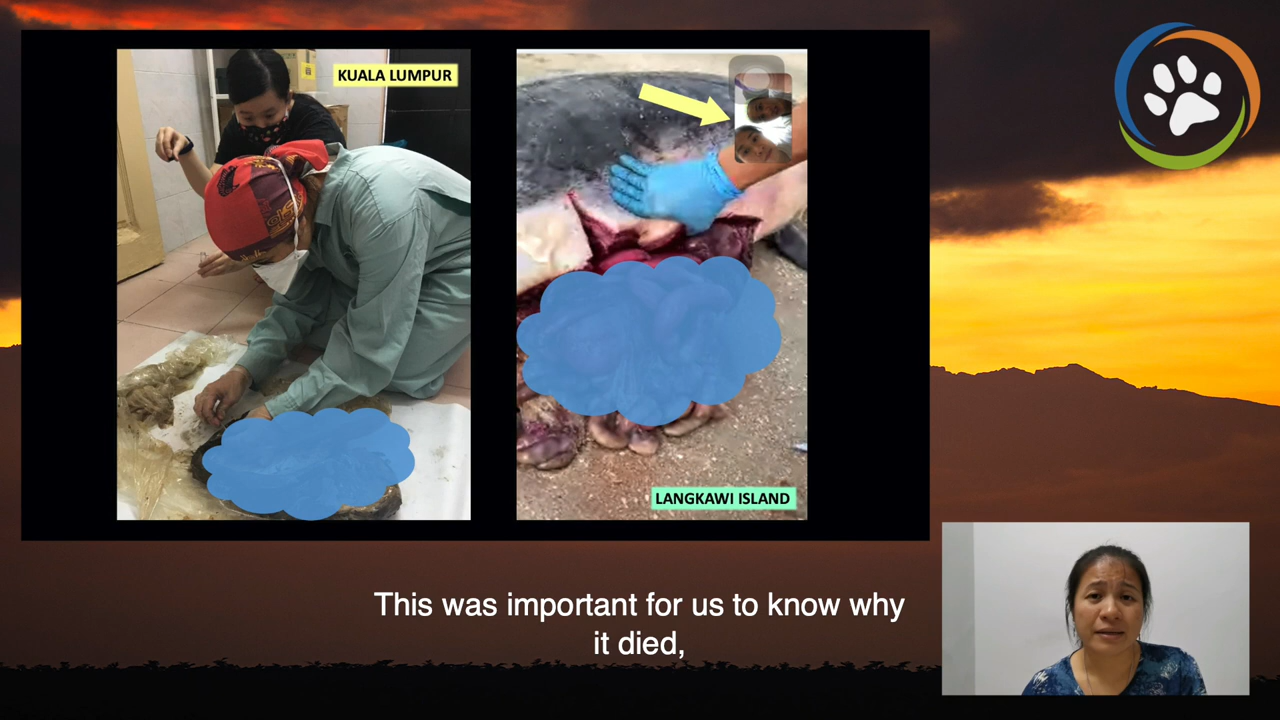 KUALA LUMPUR
LANGKAWI ISLAND
This was important for us to know why
it died,